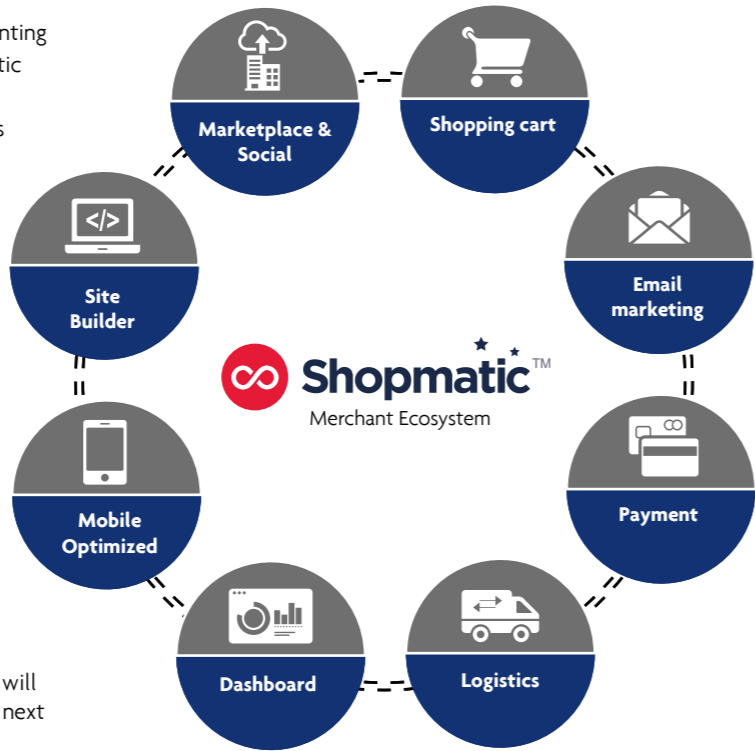 nting
tic
s
Marketplace &
Social
Shopping cart
</>
Site
Builder
Email
marketing
Shopmatic™
Merchant Ecosystem
Mobile
Optimized
Payment
Dashboard
Logistics
will
next